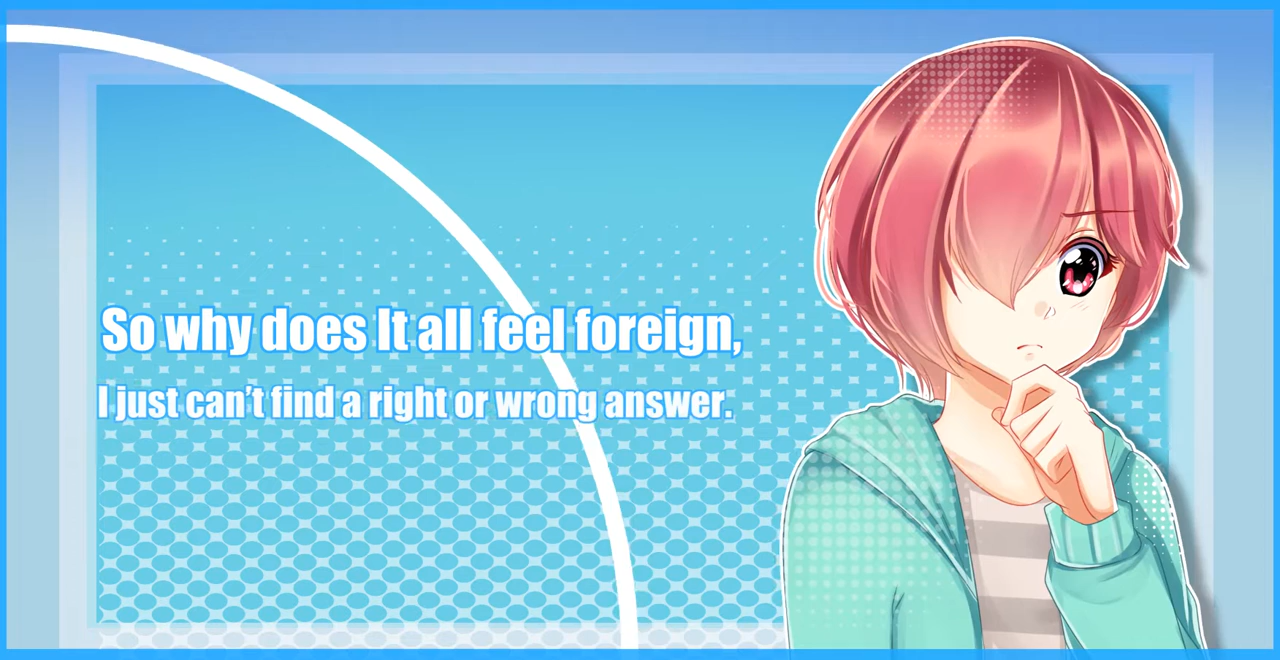 So why does It all feel foreign,
I just can't find a right or wrong answer.